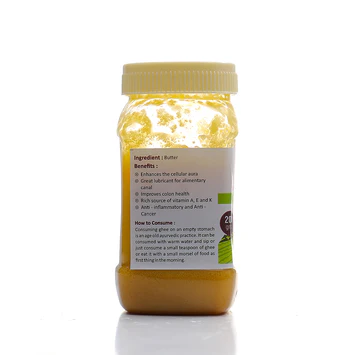 Ingredient : Butter
Benefits :
Enhances the cellular aura
Great lubricant for alimentary
canal
Improves colon health
Rich source of vitamin A, E and K
Anti - inflammatory and Anti -
Cancer
How to Consume :
Consuming ghee on an empty stomach
is an age old ayurvedic practice. It can be
consumed with warm water and sip or
just consume a small teaspoon of ghee
or eat it with a small morsel of food as
first thing in the morning.
20